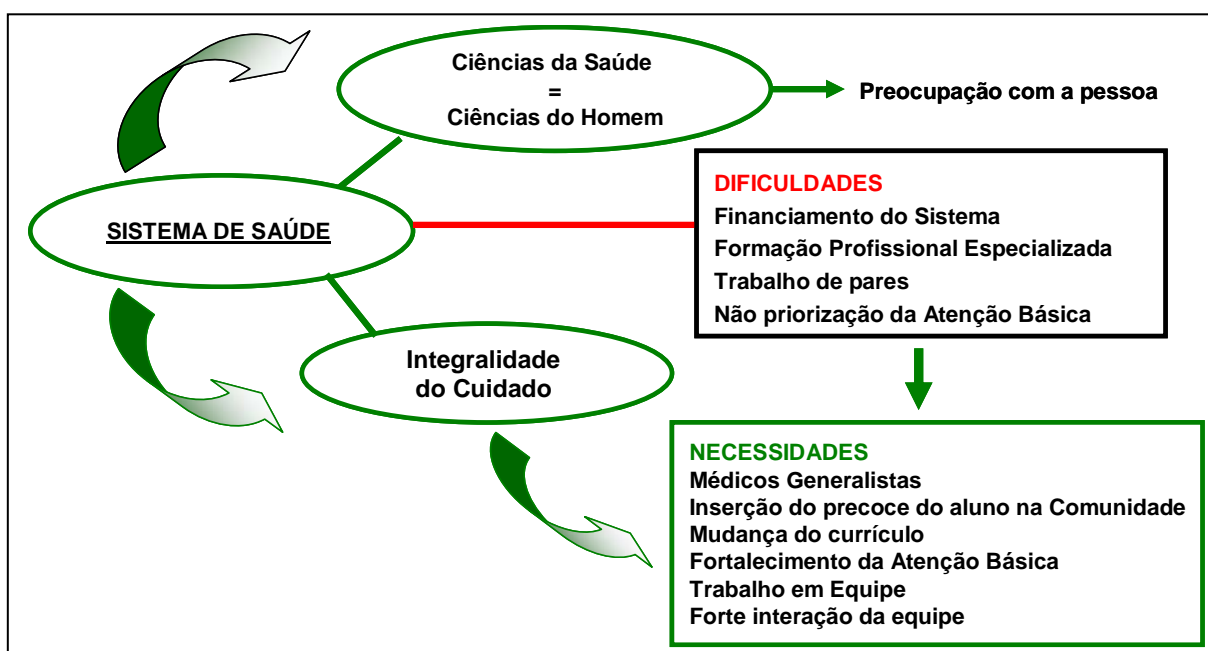 Ciências da Saúde
=
Ciências do Homem
Preocupação com a pessoa
SISTEMA DE SAÚDE
DIFICULDADES
Financiamento do Sistema
Formação Profissional Especializada
Trabalho de pares
Não priorização da Atenção Básica
Integralidade
do Cuidado
NECESSIDADES
Médicos Generalistas
Inserção do precoce do aluno na Comunidade
Mudança do currículo
Fortalecimento da Atenção Básica
Trabalho em Equipe
Forte interação da equipe